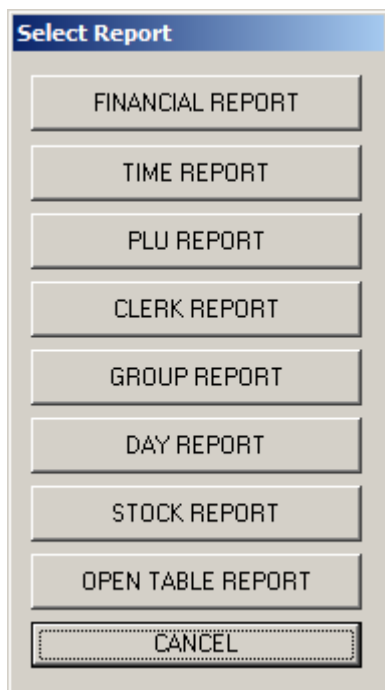 Select Report
FINANCIAL REPORT
TIME REPORT
PLU REPORT
CLERK REPORT
GROUP REPORT
DAY REPORT
STOCK REPORT
OPEN TABLE REPORT
CANCEL